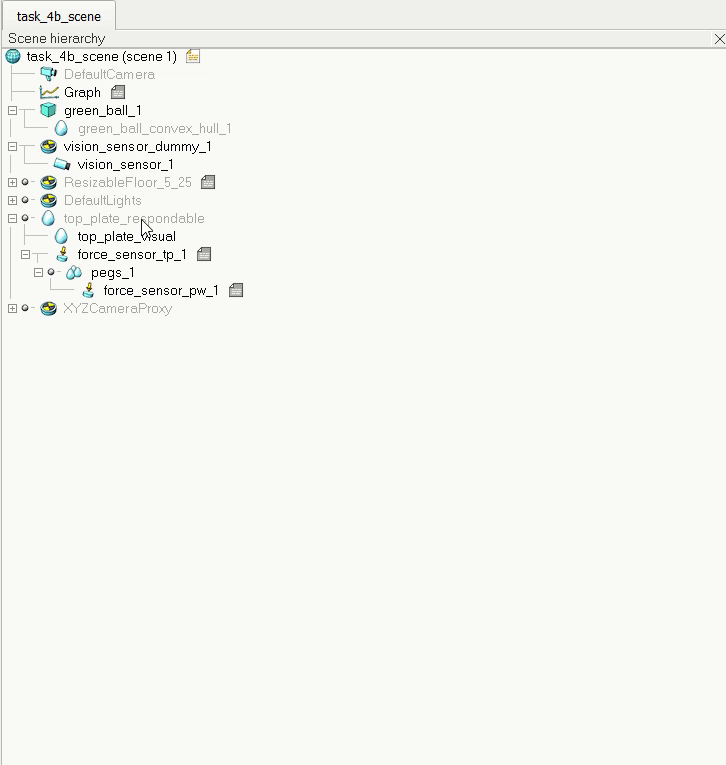 task_4b_scene
Scene hierarchy
task_4b_scene (scene 1)
DefaultCamera
Graph
green_ball_1
green_ball_convex_hull_1
vision_sensor_dummy_1
vision_sensor_1
ResizableFloor_5_25
DefaultLights
top_plate_respondable
top_plate_visual
force_sensor_tp_1
pegs_1
force_sensor_pw_1
XYZCameraProxy